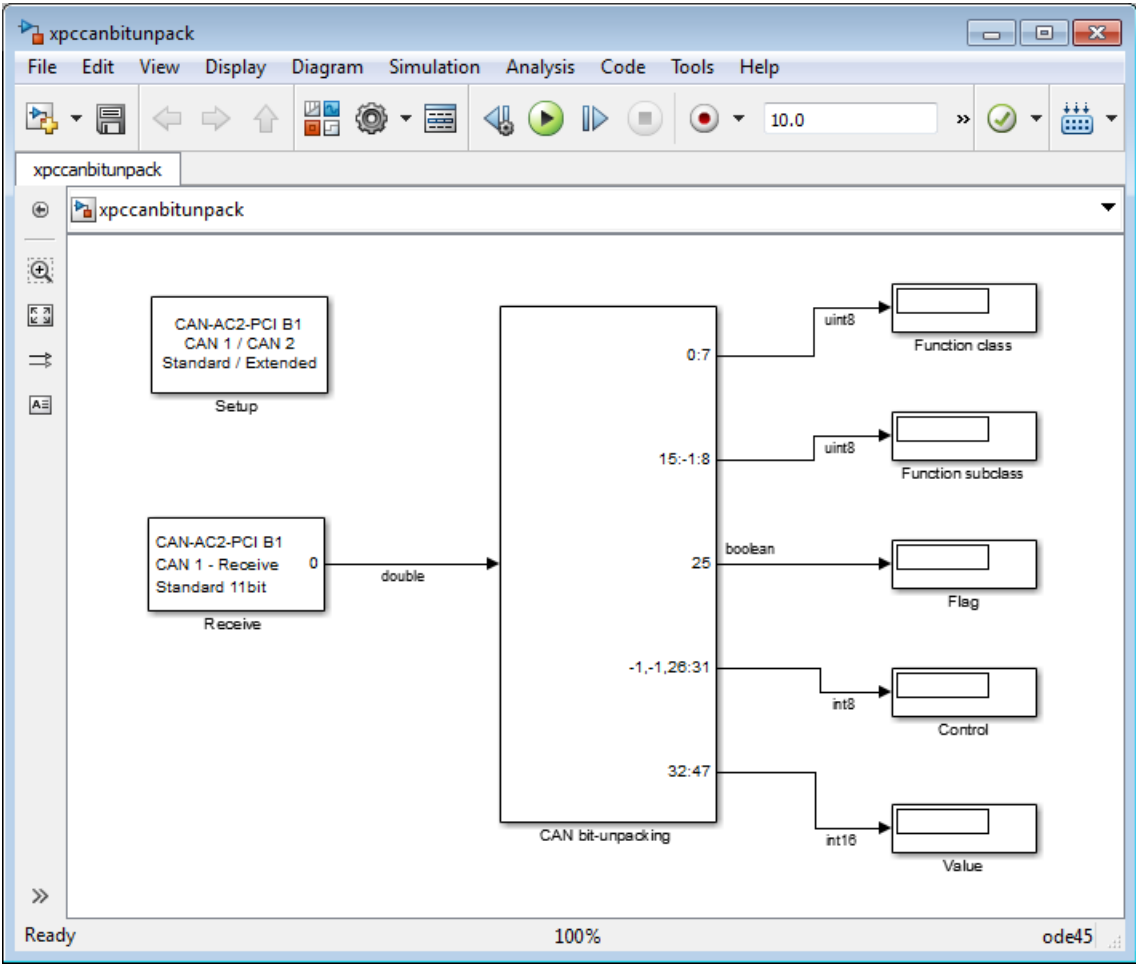 xpccanbitunpack
File Edit View Display Diagram Simulation Analysis Code Tools Help
10.0 »
xpccanbitunpack
xpccanbitunpack
CAN-AC2-PCI B1
CAN 1 / CAN 2
Standard / Extended
Setup
CAN-AC2-PCI B1
CAN 1 - Receive 0
Standard 11bit
Receive
double
0:7
15:-1:8
25
-1,-1,26:31
32:47
CAN bit-unpacking
uint8
Function class
uint8
Function subclass
boolean
Flag
int8
Control
int16
Value
Ready 100% ode45